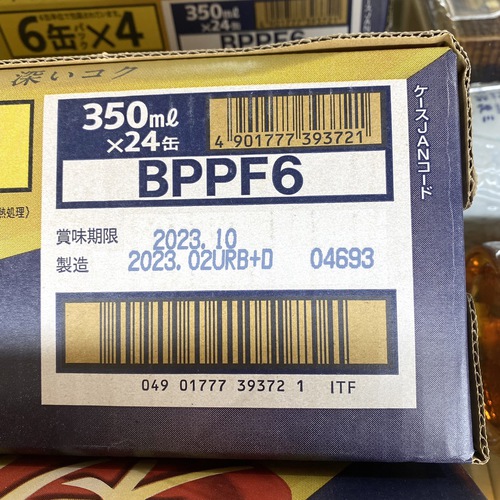 6缶パック×4
350ml
×24缶
BPPF6
深いコク
350ml
×24缶
4 901777 393721
BPPF6
ケースJANコード
熱処理)
賞味期限 2023.10
製造 2023.02URB+D 04693
049 01777 39372 1 ITF